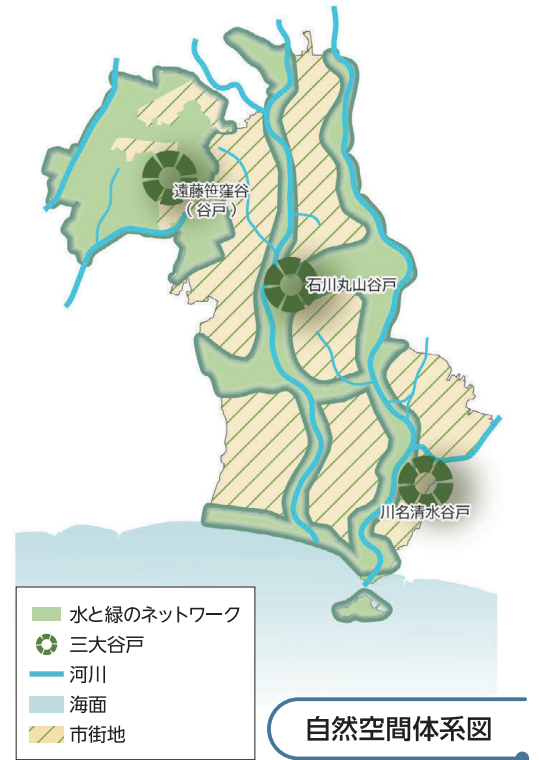 遠藤笹窪谷
（谷戸）
石川丸山谷戸
川名清水谷戸
水と緑のネットワーク
三大谷戸
河川
海面
市街地
自然空間体系図